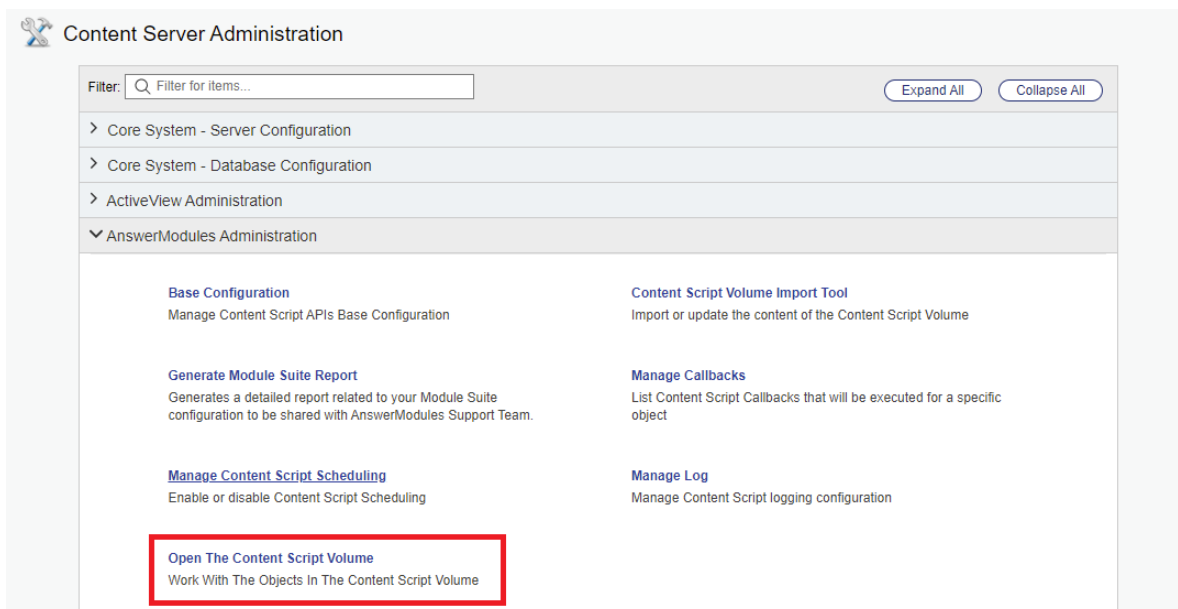 Content Server Administration
Filter: Filter for items...
Expand All
Collapse All
Core System - Server Configuration
Core System - Database Configuration
ActiveView Administration
AnswerModules Administration
Base Configuration
Manage Content Script APIs Base Configuration
Content Script Volume Import Tool
Import or update the content of the Content Script Volume
Generate Module Suite Report
Generates a detailed report related to your Module Suite
configuration to be shared with AnswerModules Support Team.
Manage Callbacks
List Content Script Callbacks that will be executed for a specific
object
Manage Content Script Scheduling
Enable or disable Content Script Scheduling
Manage Log
Manage Content Script logging configuration
Open The Content Script Volume
Work With The Objects In The Content Script Volume